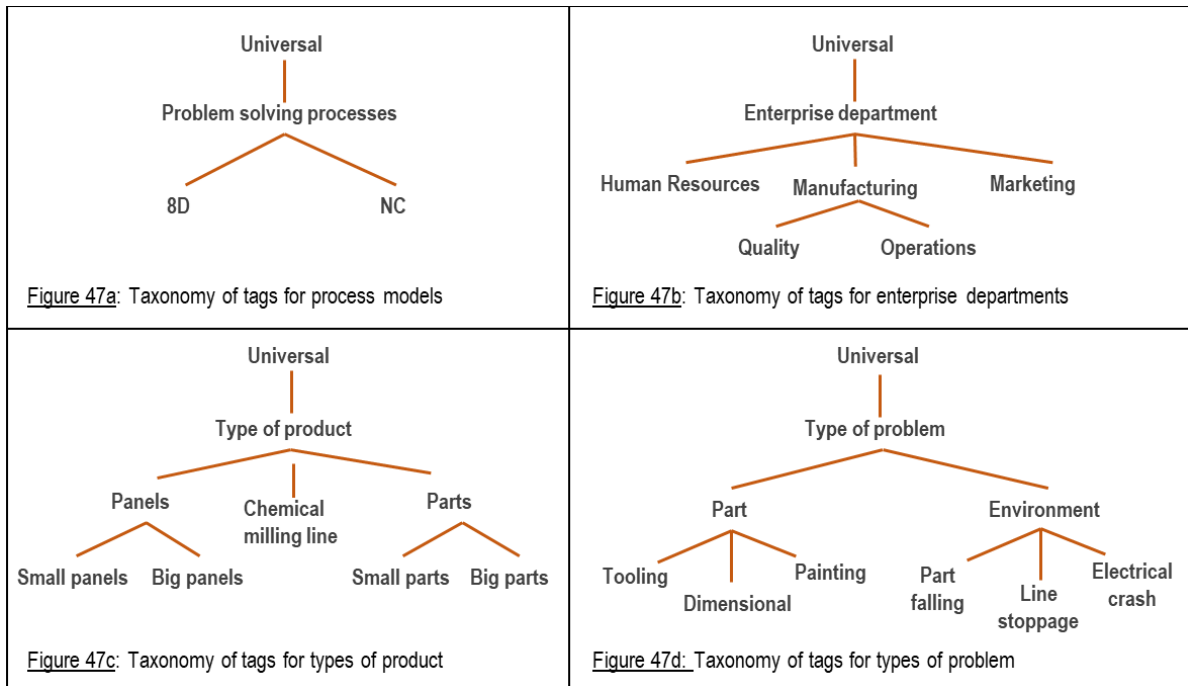 Universal
Problem solving processes
8D NC
Figure 47a: Taxonomy of tags for process models
Universal
Enterprise department
Human Resources Manufacturing Marketing
Quality Operations
Figure 47b: Taxonomy of tags for enterprise departments
Universal
Type of product
Panels Chemical Parts
milling line
Small panels Big panels Small parts Big parts
Figure 47c: Taxonomy of tags for types of product
Universal
Type of problem
Part Environment
Tooling Painting Part Electrical
Dimensional falling Line crash
stoppage
Figure 47d: Taxonomy of tags for types of problem